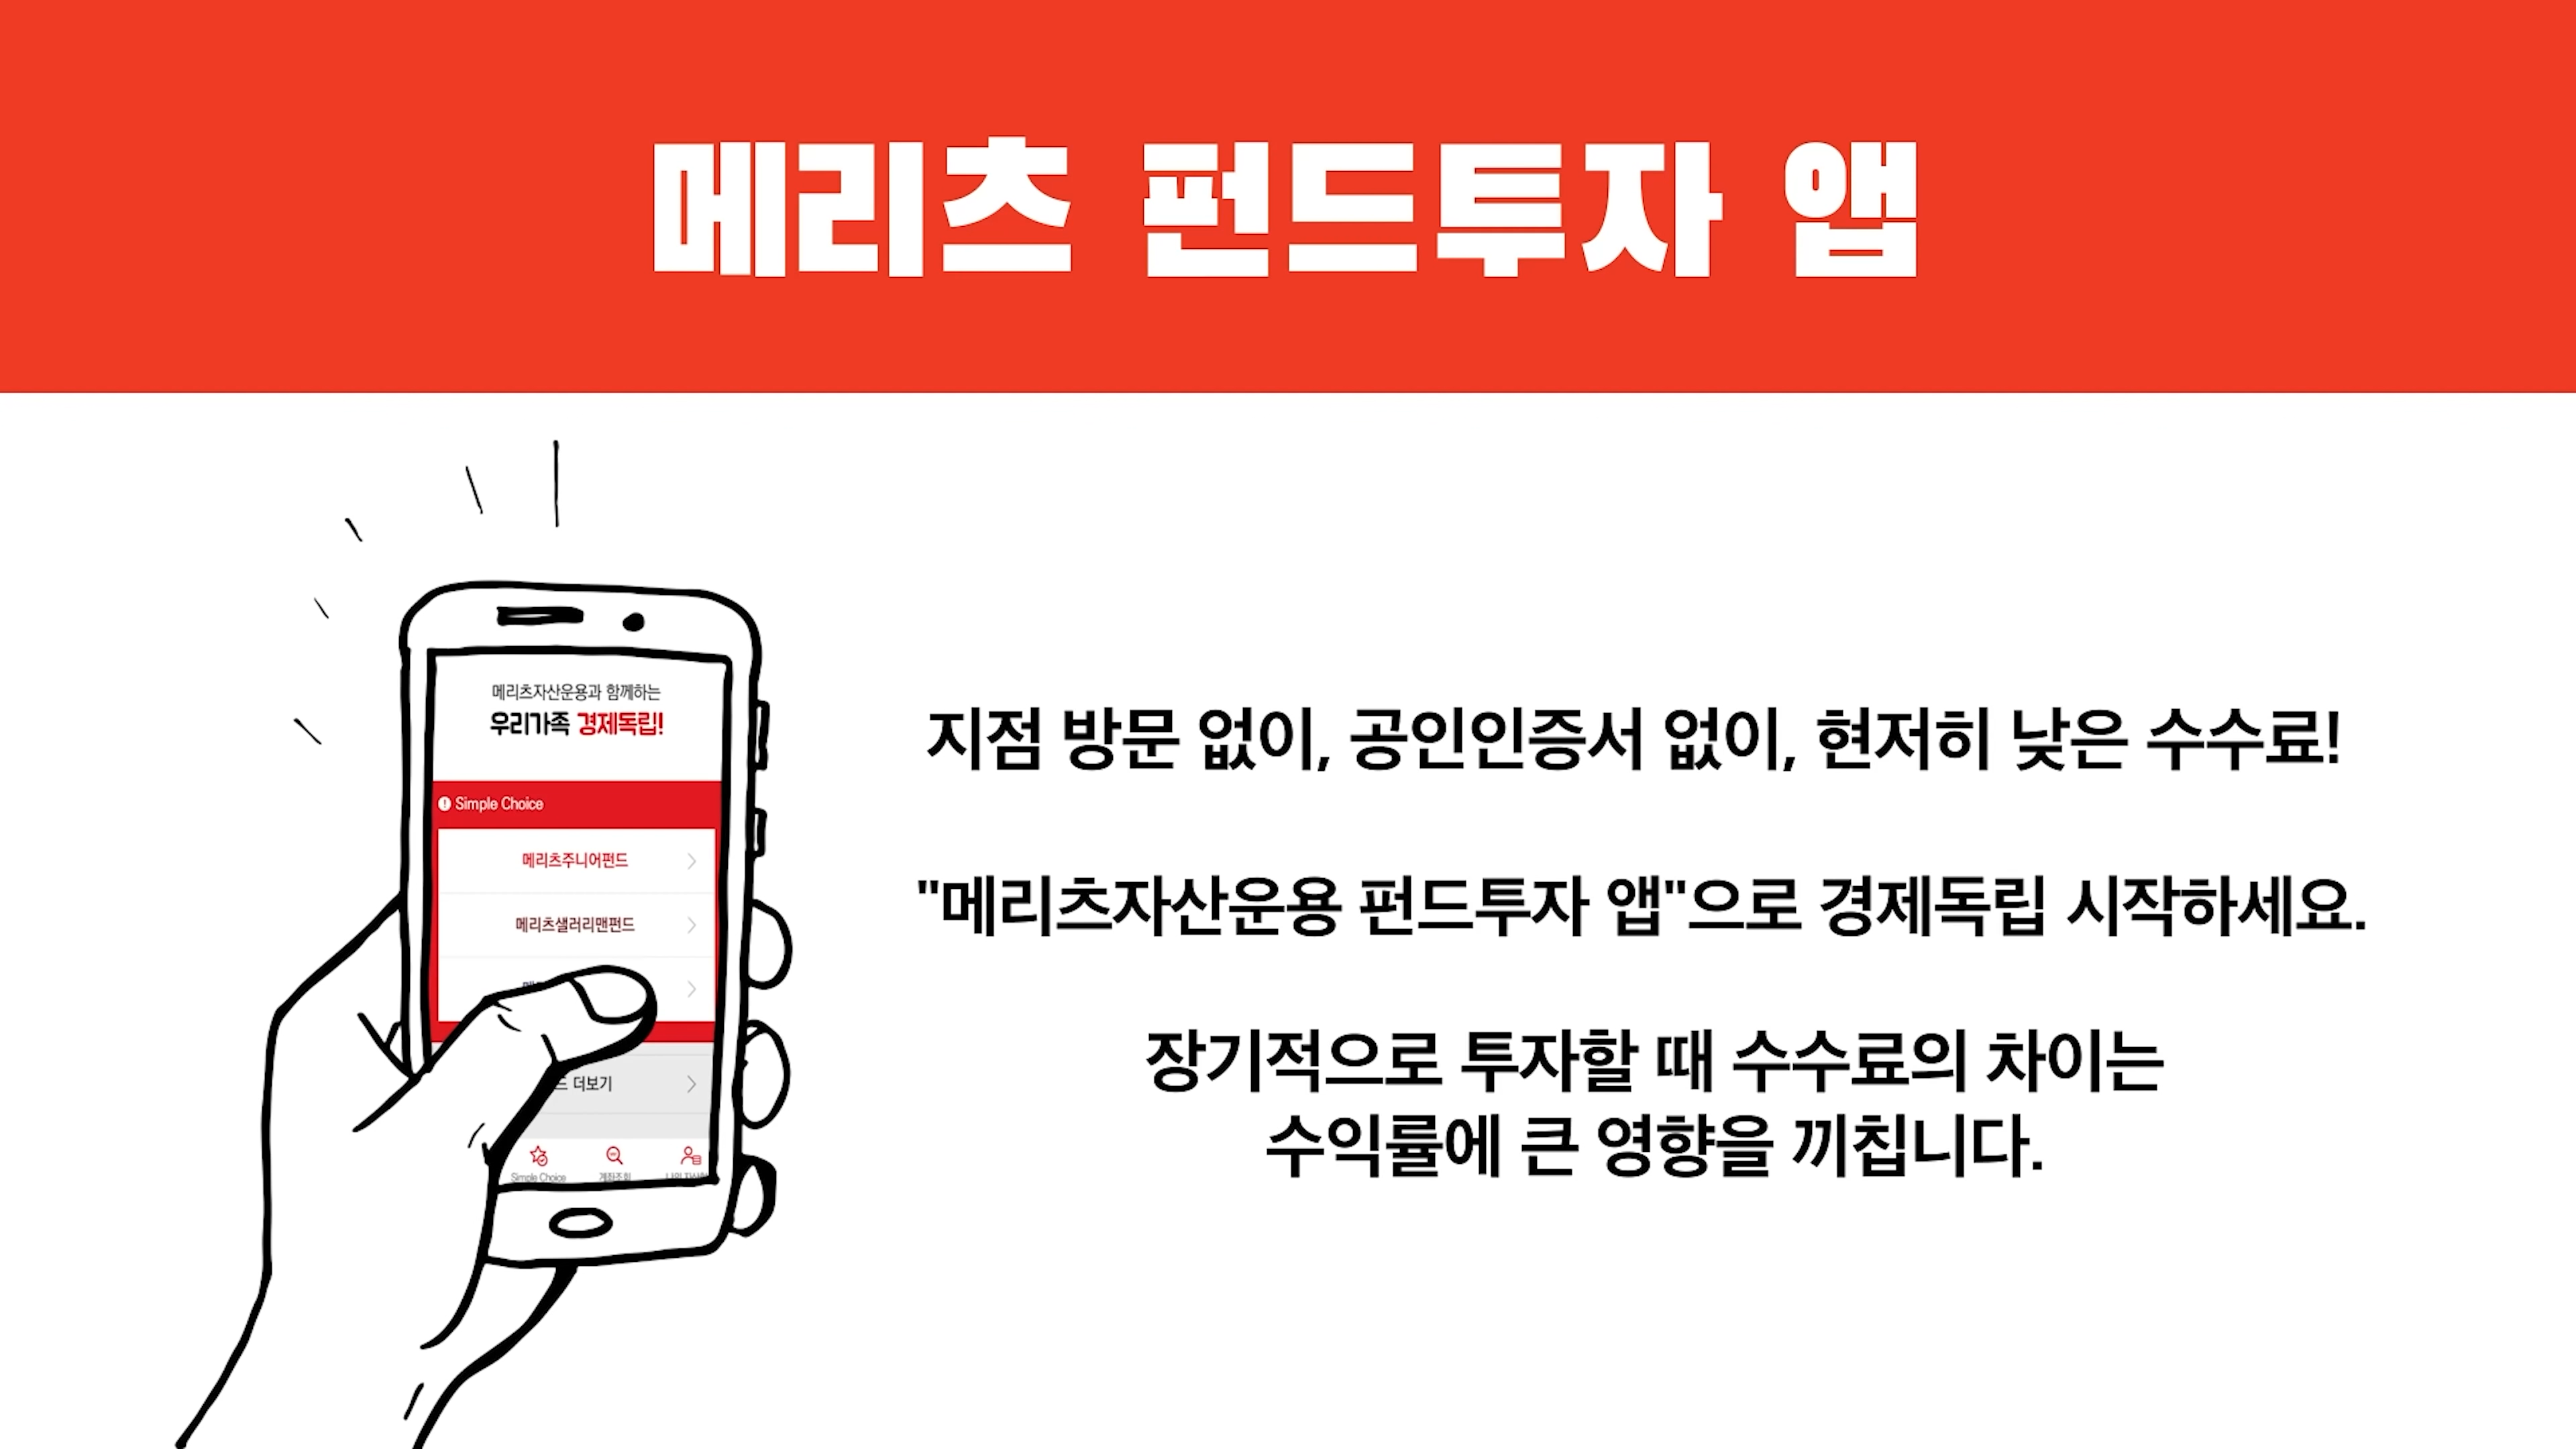 메리츠 펀드투자 앱
메리츠자산운용과 함께하는
우리가족 경제독립!
Simple Choice
메리츠주니어펀드
메리츠샐러리맨펀드
더보기
Simple Choice 계좌조회
지점 방문 없이, 공인인증서 없이, 현저히 낮은 수수료!
"메리츠자산운용 펀드투자 앱"으로 경제독립 시작하세요.
장기적으로 투자할 때 수수료의 차이는
수익률에 큰 영향을 끼칩니다.